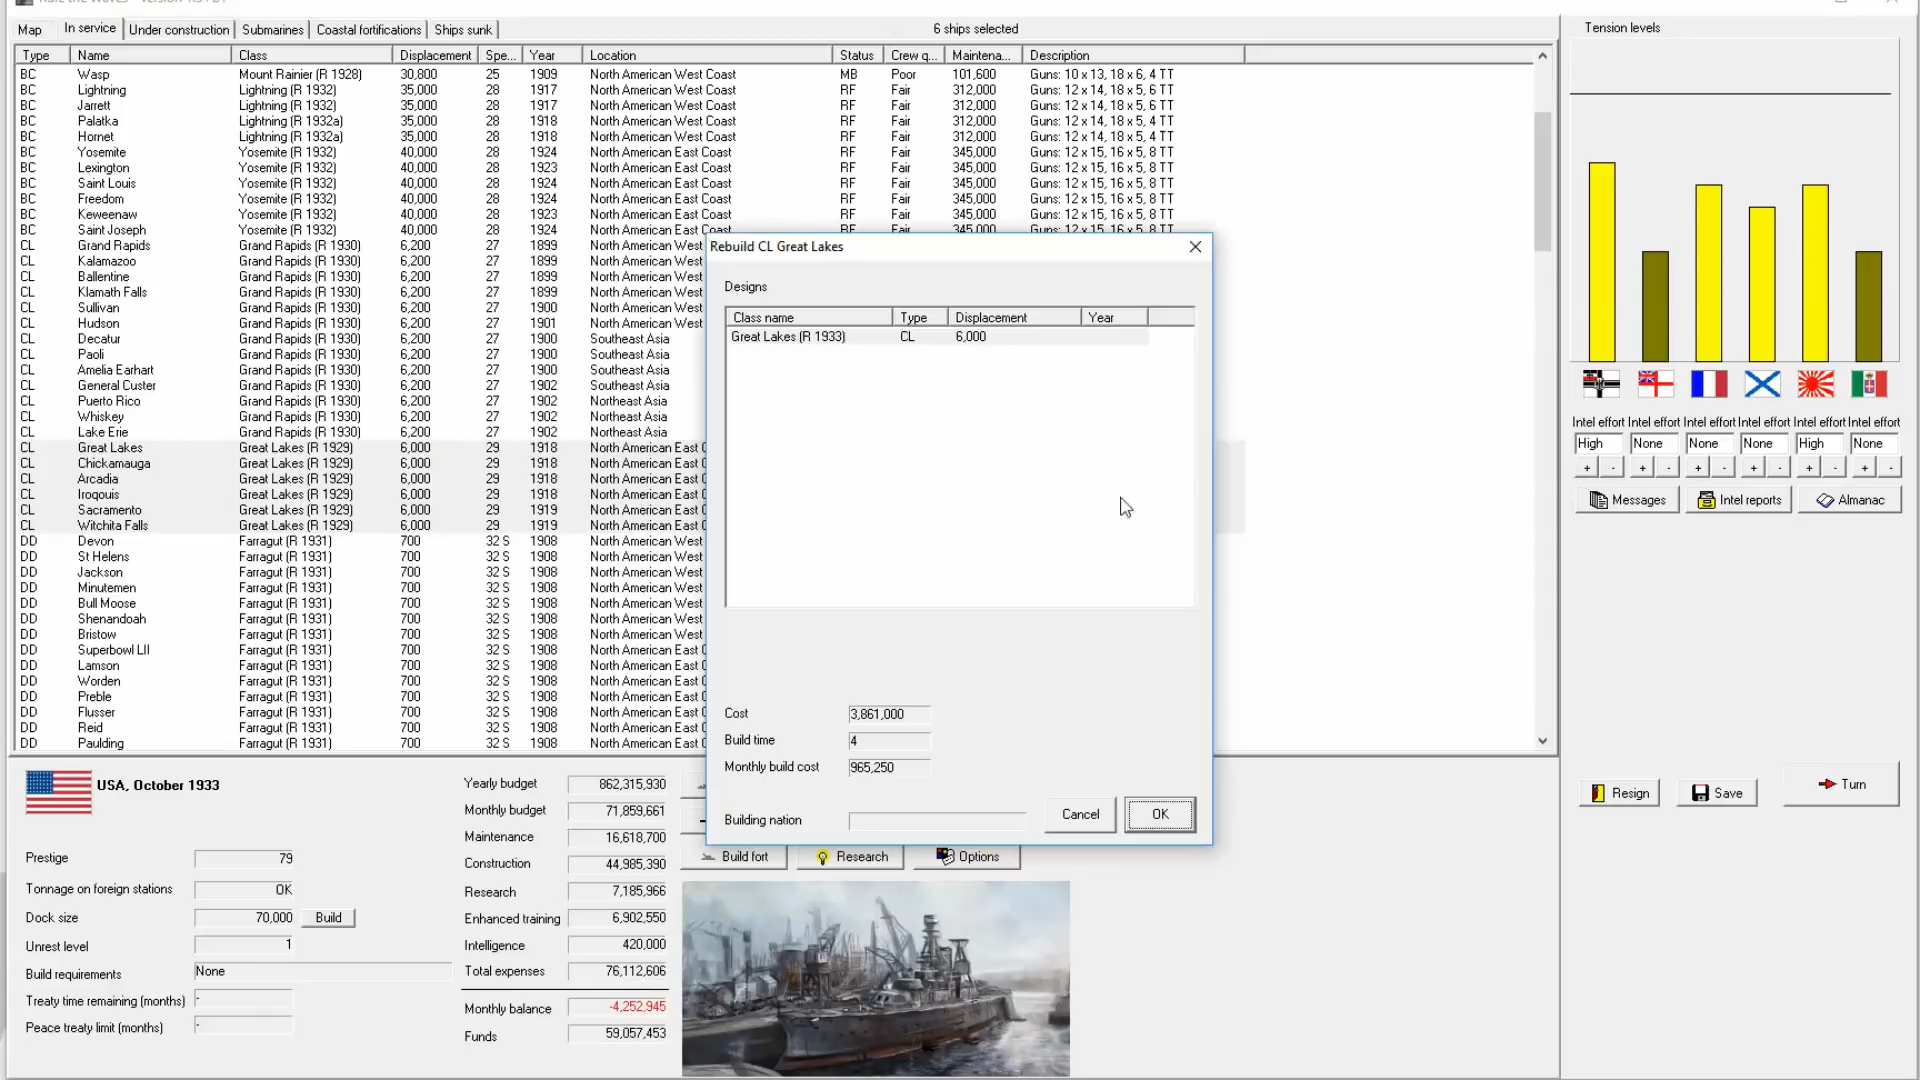 Map In service Under construction Submarines Coastal fortifications Ships sunk 6 ships selected Tension levels
Type Name Class Displacement Spe... Year Location Status Crew q... Maintena... Description
BC Wasp Mount Rainier (R 1928) 30,800 25 1909 North American West Coast MB Poor 101,600 Guns: 10 x 13, 18 x 6, 4 TT
BC Lightning Lightning (R 1932) 35,000 28 1917 North American West Coast RF Fair 312,000 Guns: 12 x 14, 18 x 5, 6 TT
BC Jarrett Lightning (R 1932) 35,000 28 1917 North American West Coast RF Fair 312,000 Guns: 12 x 14, 18 x 5, 6 TT
BC Palatka Lightning (R 1932a) 35,000 28 1918 North American West Coast RF Fair 312,000 Guns: 12 x 14, 18 x 5, 4 TT
BC Hornet Lightning (R 1932a) 35,000 28 1918 North American West Coast RF Fair 312,000 Guns: 12 x 14, 18 x 5, 4 TT
BC Yosemite Yosemite (R 1932) 40,000 28 1924 North American East Coast RF Fair 345,000 Guns: 12 x 15, 16 x 5, 8 TT
BC Lexington Yosemite (R 1932) 40,000 28 1923 North American East Coast RF Fair 345,000 Guns: 12 x 15, 16 x 5, 8 TT
BC Saint Louis Yosemite (R 1932) 40,000 28 1924 North American East Coast RF Fair 345,000 Guns: 12 x 15, 16 x 5, 8 TT
BC Freedom Yosemite (R 1932) 40,000 28 1924 North American East Coast RF Fair 345,000 Guns: 12 x 15, 16 x 5, 8 TT
BC Keweenaw Yosemite (R 1932) 40,000 28 1923 North American East Coast RF Fair 345,000 Guns: 12 x 15, 16 x 5, 8 TT
BC Saint Joseph Yosemite (R 1932) 40,000 28 1924 North American East Coast RF Fair 345,000 Guns: 12 x 15, 16 x 5, 8 TT
CL Grand Rapids Grand Rapids (R 1930) 6,200 27 1899 North American West
CL Kalamazoo Grand Rapids (R 1930) 6,200 27 1899 North American West
CL Ballentine Grand Rapids (R 1930) 6,200 27 1899 North American West
CL Klamath Falls Grand Rapids (R 1930) 6,200 27 1899 North American West
CL Sullivan Grand Rapids (R 1930) 6,200 27 1900 North American West
CL Hudson Grand Rapids (R 1930) 6,200 27 1901 North American West
CL Decatur Grand Rapids (R 1930) 6,200 27 1900 Southeast Asia
CL Paoli Grand Rapids (R 1930) 6,200 27 1900 Southeast Asia
CL Amelia Earhart Grand Rapids (R 1930) 6,200 27 1900 Southeast Asia
CL General Custer Grand Rapids (R 1930) 6,200 27 1902 Southeast Asia
CL Puerto Rico Grand Rapids (R 1930) 6,200 27 1902 Northeast Asia
CL Whiskey Grand Rapids (R 1930) 6,200 27 1902 Northeast Asia
CL Lake Erie Grand Rapids (R 1930) 6,200 27 1902 Northeast Asia
CL Great Lakes Great Lakes (R 1929) 6,000 29 1918 North American East
CL Chickamauga Great Lakes (R 1929) 6,000 29 1918 North American East
CL Arcadia Great Lakes (R 1929) 6,000 29 1918 North American East
CL Iroqouis Great Lakes (R 1929) 6,000 29 1918 North American East
CL Sacramento Great Lakes (R 1929) 6,000 29 1919 North American East
CL Witchita Falls Great Lakes (R 1929) 6,000 29 1919 North American East
DD Devon Farragut (R 1931) 700 32 S 1908 North American West
DD St Helens Farragut (R 1931) 700 32 S 1908 North American West
DD Jackson Farragut (R 1931) 700 32 S 1908 North American West
DD Minutemen Farragut (R 1931) 700 32 S 1908 North American West
DD Bull Moose Farragut (R 1931) 700 32 S 1908 North American West
DD Shenandoah Farragut (R 1931) 700 32 S 1908 North American West
DD Bristow Farragut (R 1931) 700 32 S 1908 North American West
DD Superbowl LII Farragut (R 1931) 700 32 S 1908 North American East
DD Lamson Farragut (R 1931) 700 32 S 1908 North American East
DD Worden Farragut (R 1931) 700 32 S 1908 North American East
DD Preble Farragut (R 1931) 700 32 S 1908 North American East
DD Flusser Farragut (R 1931) 700 32 S 1908 North American East
DD Reid Farragut (R 1931) 700 32 S 1908 North American East
DD Paulding Farragut (R 1931) 700 32 S 1908 North American East
Rebuild CL Great Lakes
Designs
Class name Type Displacement Year
Great Lakes (R 1933) CL 6,000
Cost 3,861,000
Build time 4
Monthly build cost 965,250
Building nation
Cancel OK
Intel effort Intel effort Intel effort Intel effort Intel effort Intel effort
High None None None High None
+ - + - + - + - + - + -
Messages Intel reports Almanac
Resign Save Turn
USA, October 1933
Prestige 79
Tonnage on foreign stations OK
Dock size 70,000 Build
Unrest level 1
Build requirements None
Treaty time remaining (months) -
Peace treaty limit (months) -
Yearly budget 862,315,930
Monthly budget 71,859,661
Maintenance 16,618,700
Construction 44,985,390
Research 7,185,966
Enhanced training 6,902,550
Intelligence 420,000
Total expenses 76,112,606
Monthly balance -4,252,945
Funds 59,057,453
Build fort Research Options